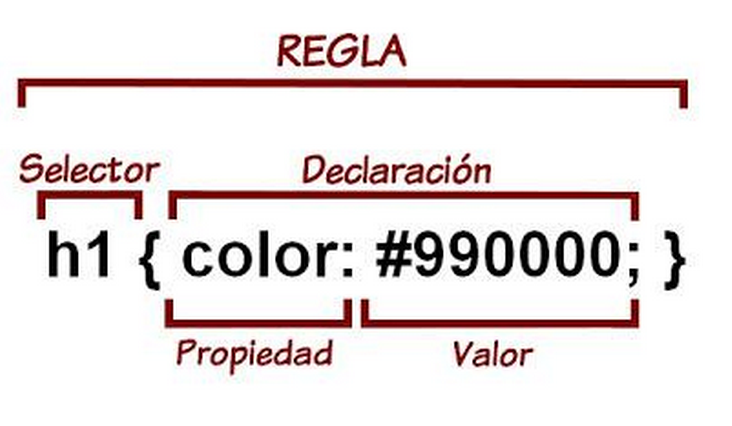 REGLA
Selector
Declaración
h1 { color: #990000; }
Propiedad
Valor